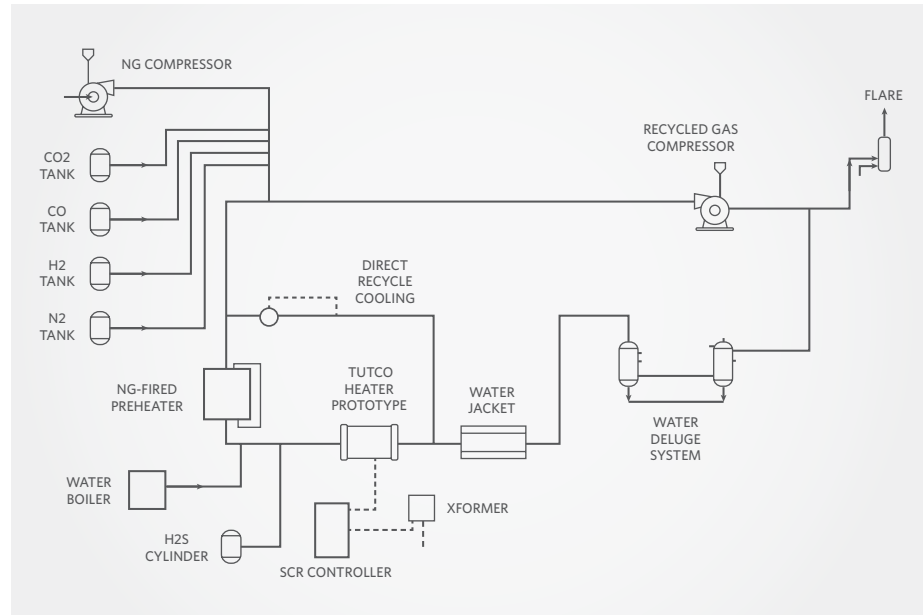 NG COMPRESSOR
FLARE
RECYCLED GAS
COMPRESSOR
CO2
TANK
CO
TANK
H2
TANK
DIRECT
RECYCLE
COOLING
N2
TANK
NG-FIRED
PREHEATER
TUTCO
HEATER
PROTOTYPE
WATER
JACKET
WATER
DELUGE
SYSTEM
WATER
BOILER
XFORMER
H2S
CYLINDER
SCR CONTROLLER